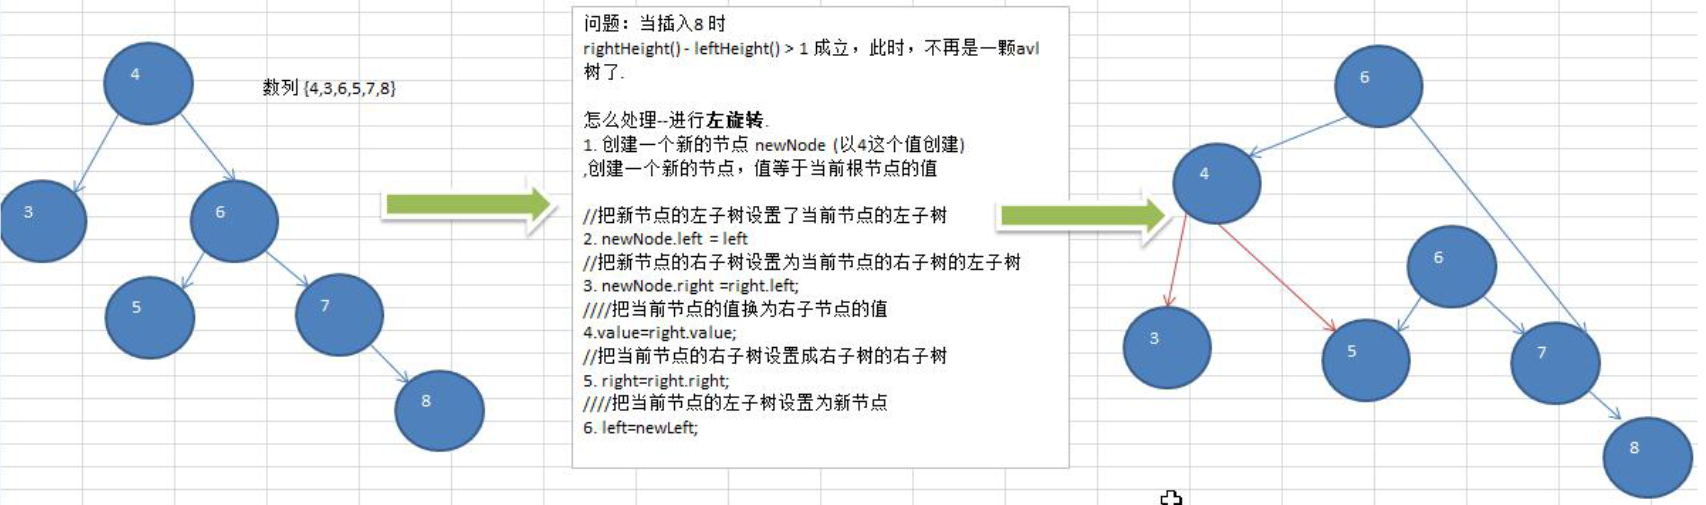 4
3
6
5
7
8
数列 {4,3,6,5,7,8}
问题：当插入8 时
rightHeight() - leftHeight() > 1 成立，此时，不再是一颗avl
树了.
怎么处理--进行左旋转.
1. 创建一个新的节点 newNode (以4这个值创建)
,创建一个新的节点，值等于当前根节点的值
//把新节点的左子树设置了当前节点的左子树
2. newNode.left = left
//把新节点的右子树设置为当前节点的右子树的左子树
3. newNode.right =right.left;
////把当前节点的值换为右子节点的值
4.value=right.value;
//把当前节点的右子树设置成右子树的右子树
5. right=right.right;
////把当前节点的左子树设置为新节点
6. left=newLeft;
6
4
6
3
5
7
8